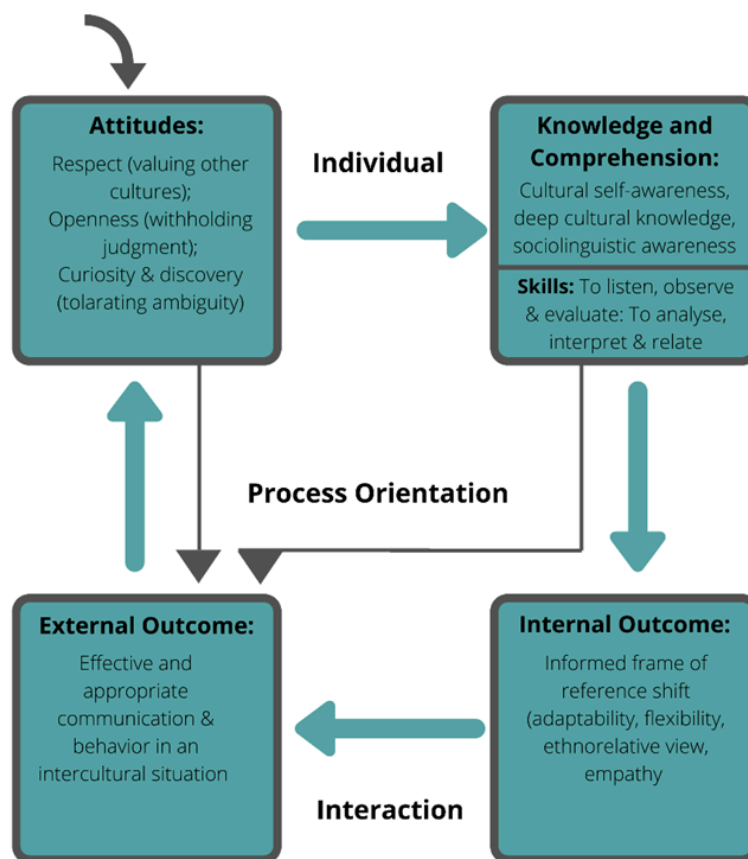 Attitudes:
Respect (valuing other
cultures);
Openness (withholding
judgment);
Curiosity & discovery
(tolarating ambiguity)
Individual
Knowledge and
Comprehension:
Cultural self-awareness,
deep cultural knowledge,
sociolinguistic awareness
Skills: To listen, observe
& evaluate: To analyse,
interpret & relate
Process Orientation
External Outcome:
Effective and
appropriate
communication &
behavior in an
intercultural situation
Internal Outcome:
Informed frame of
reference shift
(adaptability, flexibility,
ethnorelative view,
empathy
Interaction